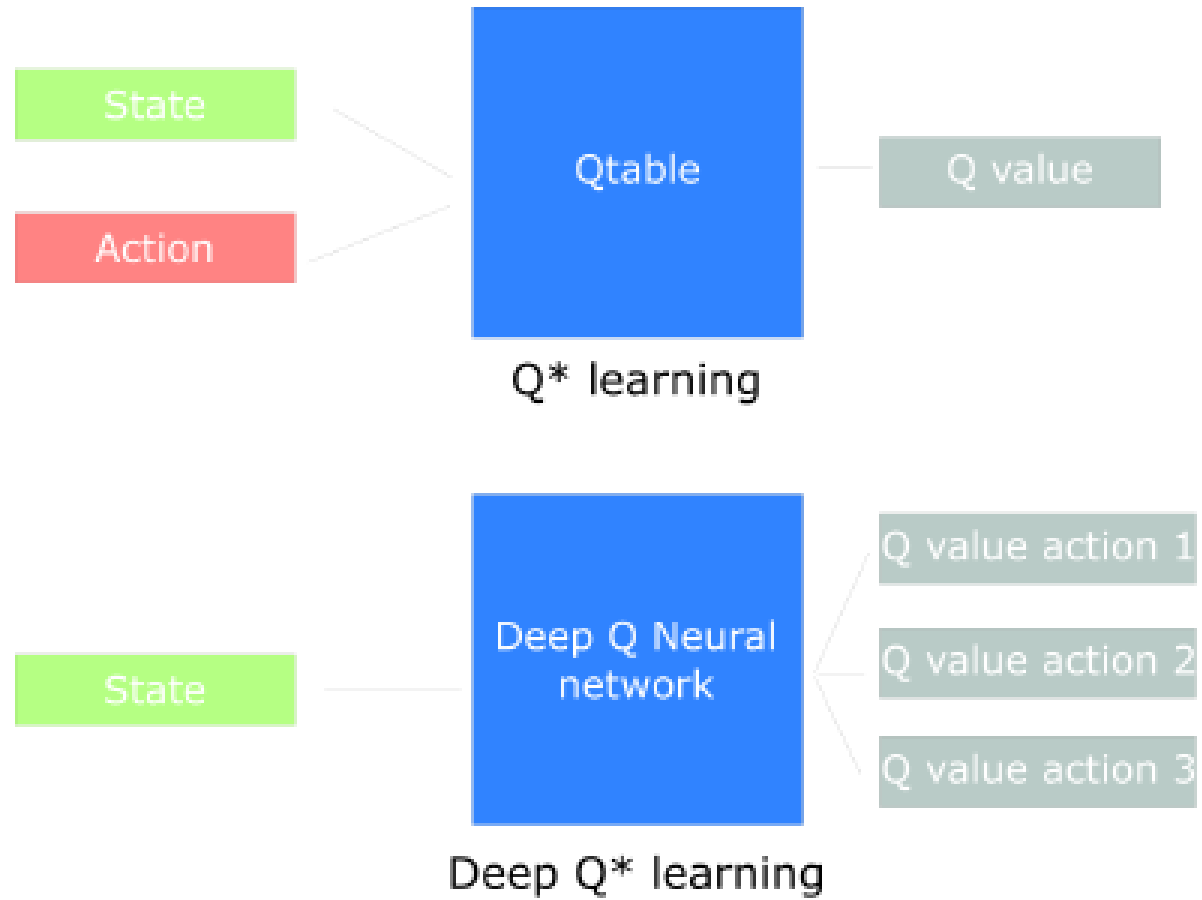 State
Action
Qtable
Q value
Q* learning
State
Deep Q Neural
network
Q value action 1
Q value action 2
Q value action 3
Deep Q* learning